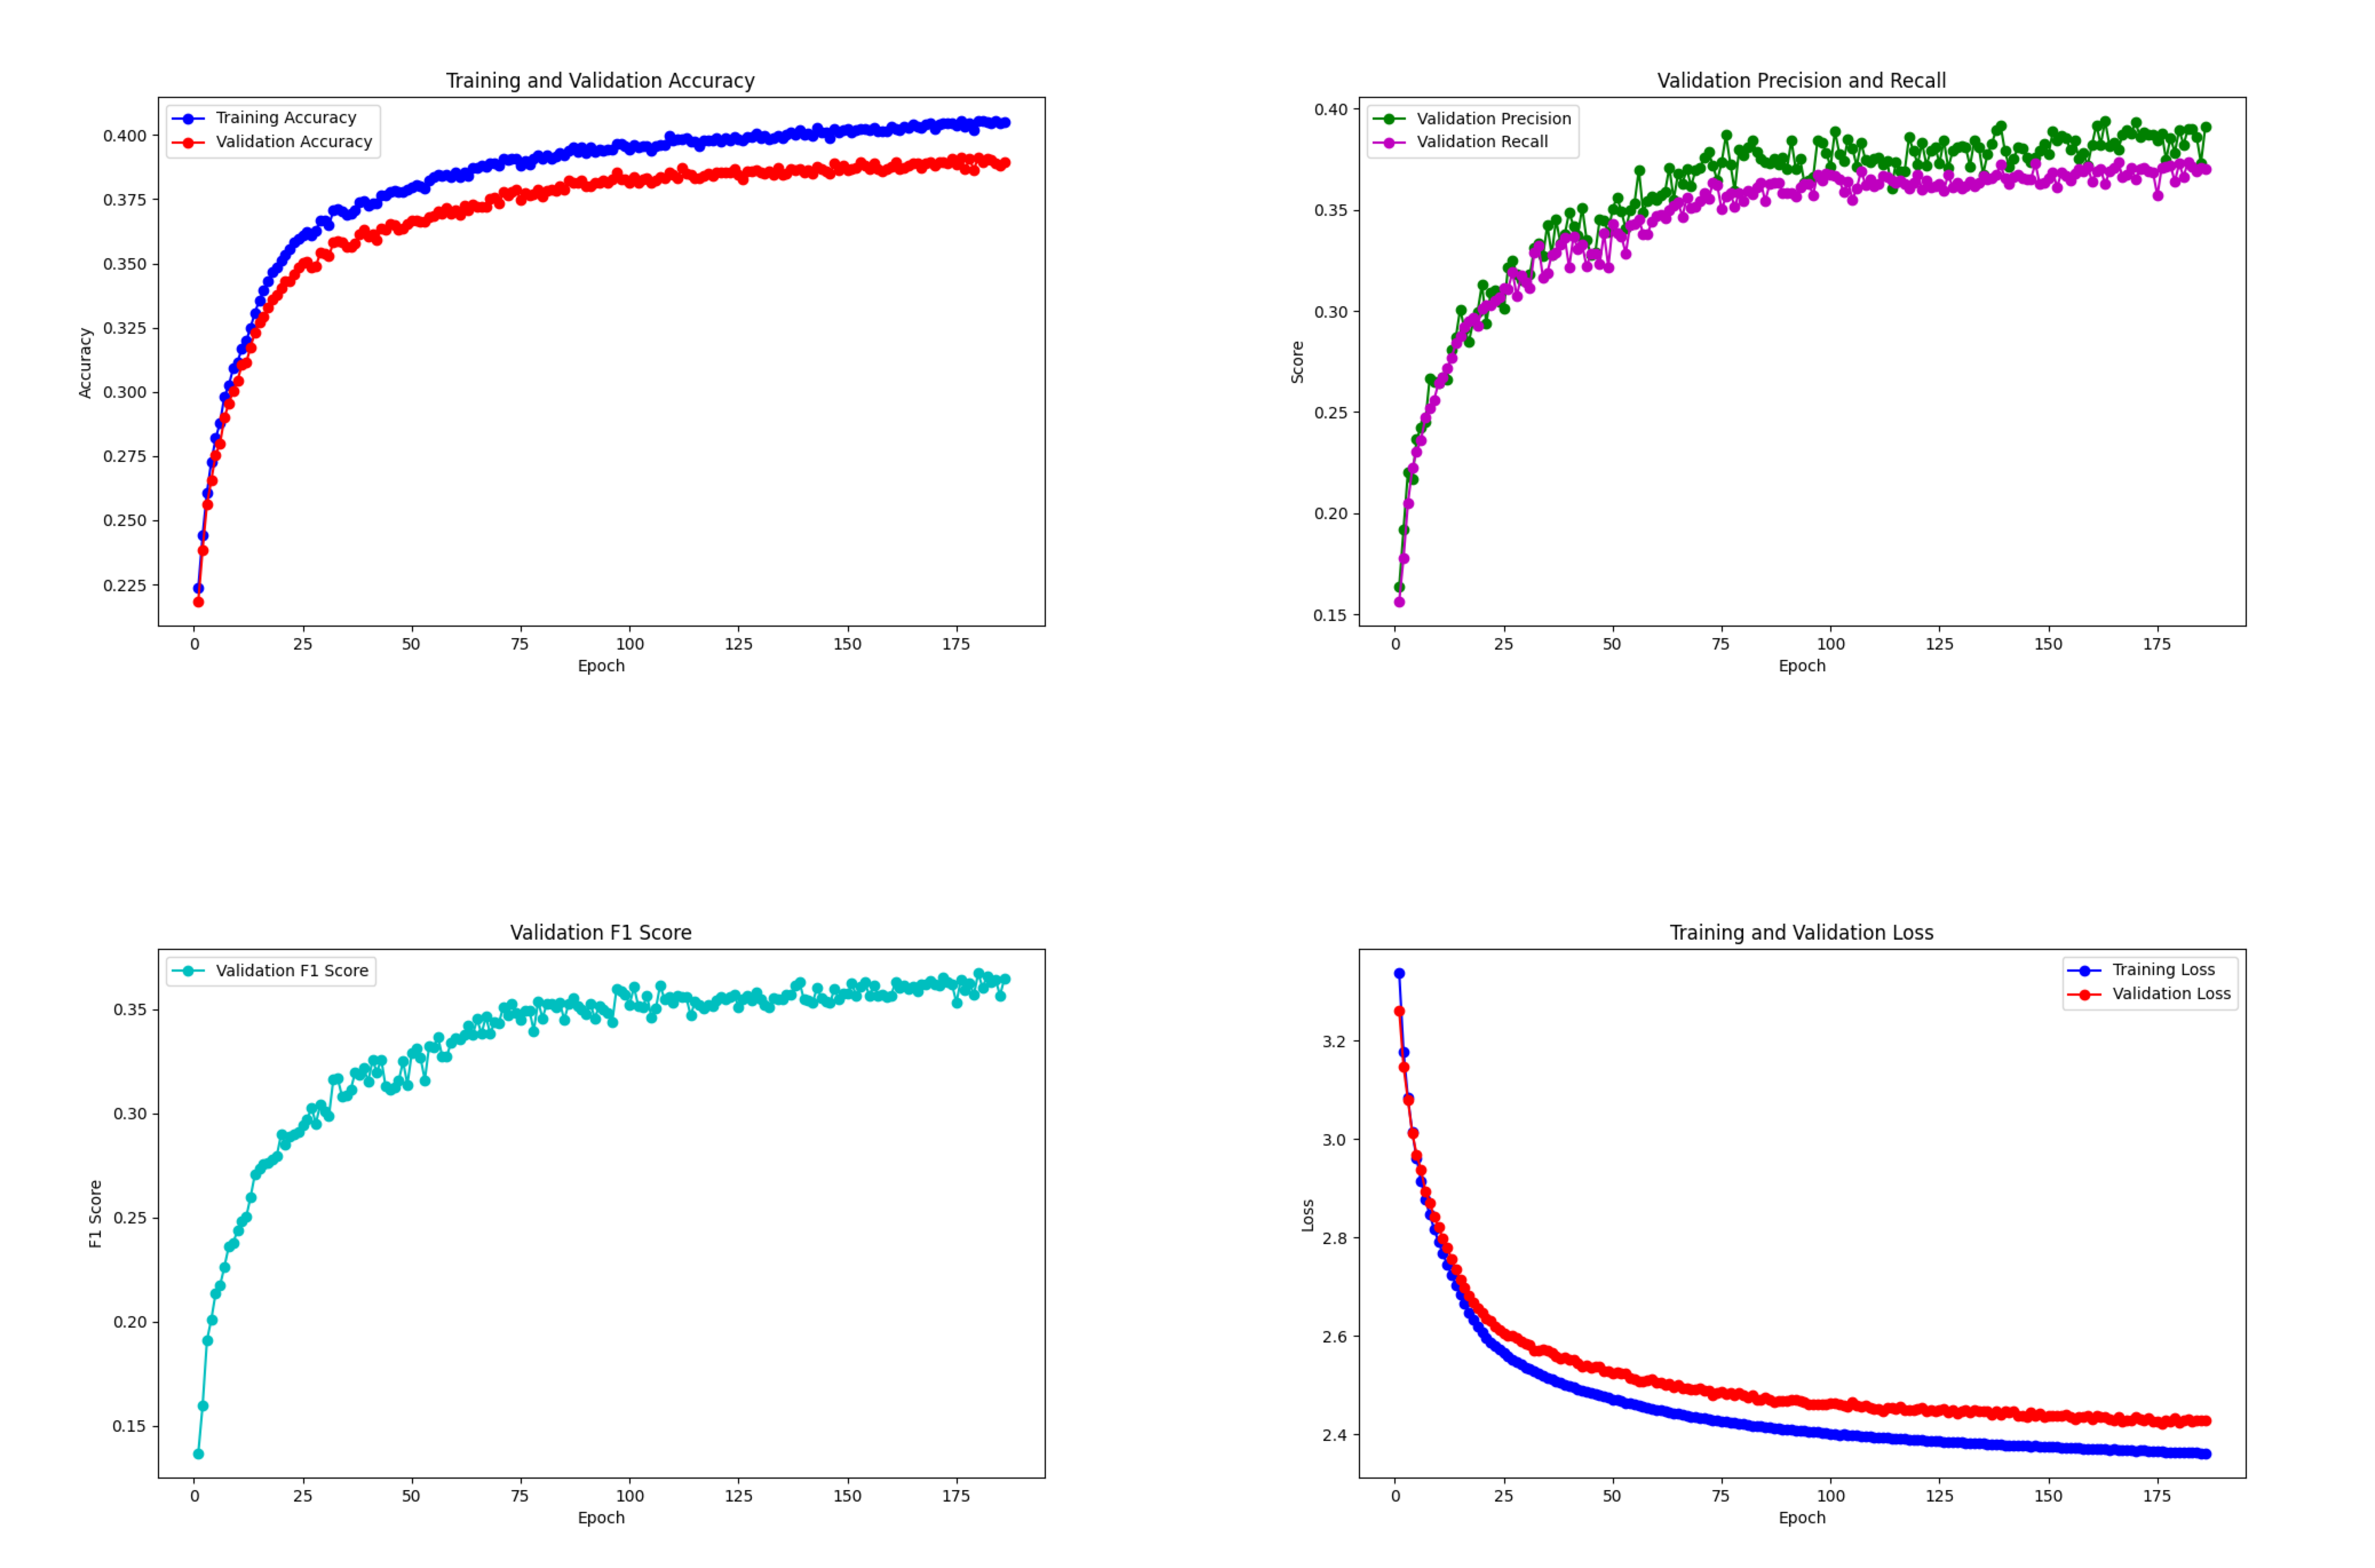 Training and Validation Accuracy
Training Accuracy
Validation Accuracy
0.400
0.375
0.350
0.325
0.300
0.275
0.250
0.225
Accuracy
0 25 50 75 100 125 150 175
Epoch
Validation Precision and Recall
Validation Precision
Validation Recall
0.40
0.35
0.30
0.25
0.20
0.15
Score
0 25 50 75 100 125 150 175
Epoch
Validation F1 Score
Validation F1 Score
0.35
0.30
0.25
0.20
0.15
F1 Score
0 25 50 75 100 125 150 175
Epoch
Training and Validation Loss
Training Loss
Validation Loss
3.2
3.0
2.8
2.6
2.4
Loss
0 25 50 75 100 125 150 175
Epoch